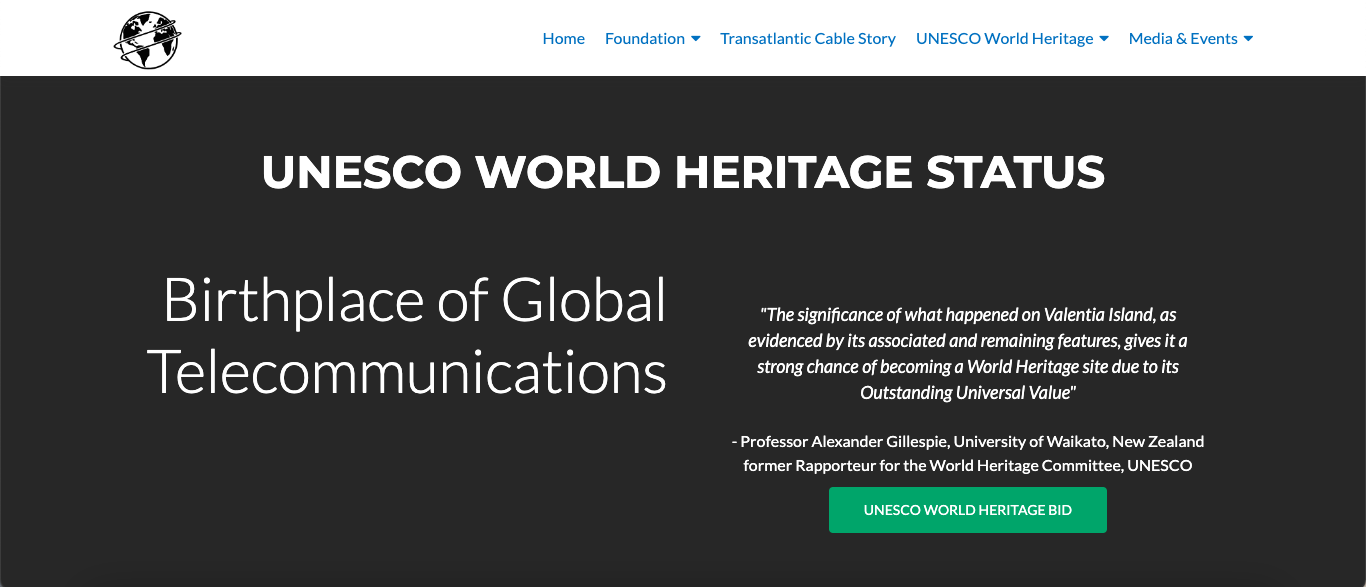 Home Foundation Transatlantic Cable Story UNESCO World Heritage Media & Events
UNESCO WORLD HERITAGE STATUS
Birthplace of Global
Telecommunications
"The significance of what happened on Valentia Island, as
evidenced by its associated and remaining features, gives it a
strong chance of becoming a World Heritage site due to its
Outstanding Universal Value"
- Professor Alexander Gillespie, University of Waikato, New Zealand
former Rapporteur for the World Heritage Committee, UNESCO
UNESCO WORLD HERITAGE BID